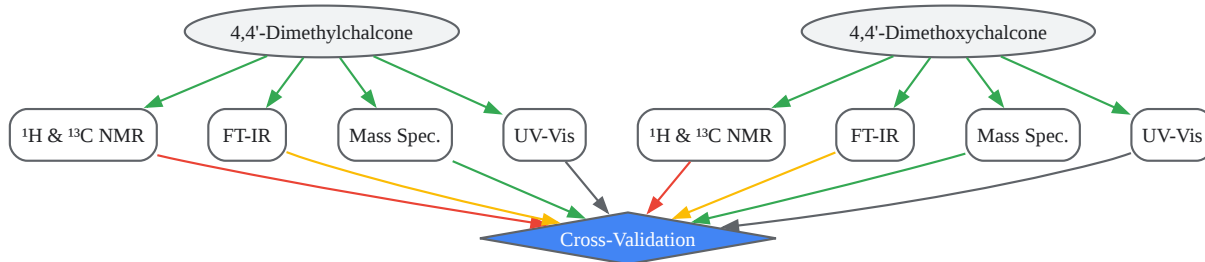 4,4'-Dimethylchalcone
4,4'-Dimethoxychalcone
¹H & ¹³C NMR
FT-IR
Mass Spec.
UV-Vis
¹H & ¹³C NMR
FT-IR
Mass Spec.
UV-Vis
Cross-Validation